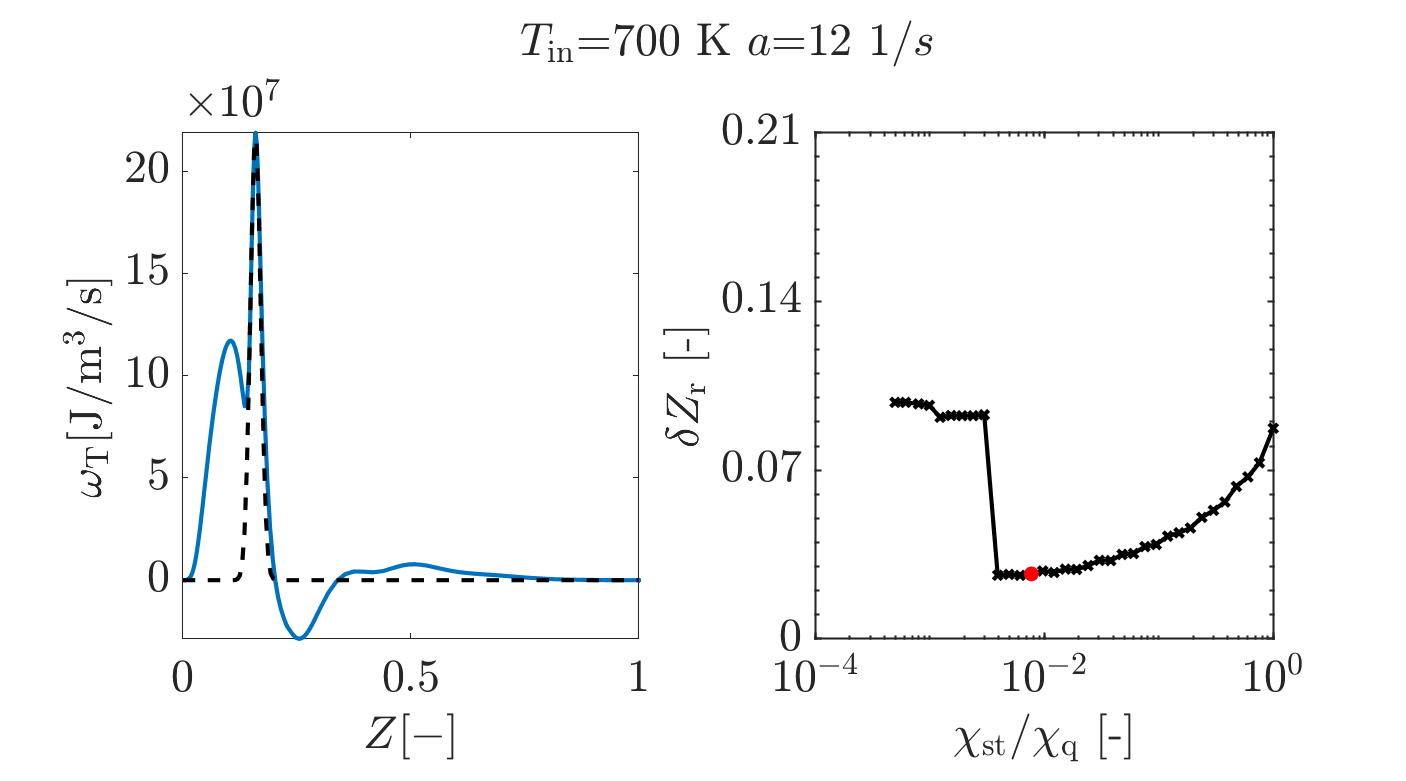 T_in=700 K a=12 1/s
×10^7
20
15
10
5
0
ω_T[J/m^3/s]
0 0.5 1
Z[−]
0.21
0.14
0.07
0
δZ_r [-]
10^−4 10^−2 10^0
χ_st/χ_q [-]